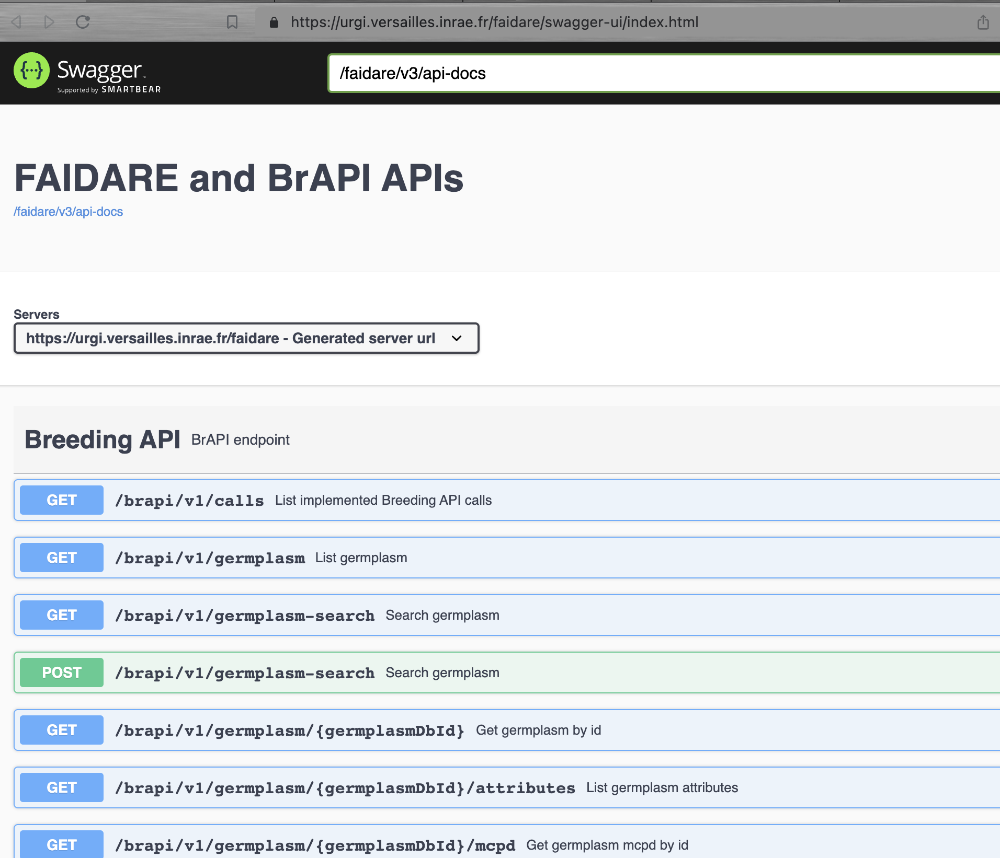 https://urgi.versailles.inrae.fr/faidare/swagger-ui/index.html
{···} Swagger™
Supported by SMARTBEAR
/faidare/v3/api-docs
FAIDARE and BrAPI APIs
/faidare/v3/api-docs
Servers
https://urgi.versailles.inrae.fr/faidare - Generated server url
Breeding API BrAPI endpoint
GET /brapi/v1/calls List implemented Breeding API calls
GET /brapi/v1/germplasm List germplasm
GET /brapi/v1/germplasm-search Search germplasm
POST /brapi/v1/germplasm-search Search germplasm
GET /brapi/v1/germplasm/{germplasmDbId} Get germplasm by id
GET /brapi/v1/germplasm/{germplasmDbId}/attributes List germplasm attributes
GET /brapi/v1/germplasm/{germplasmDbId}/mcpd Get germplasm mcpd by id